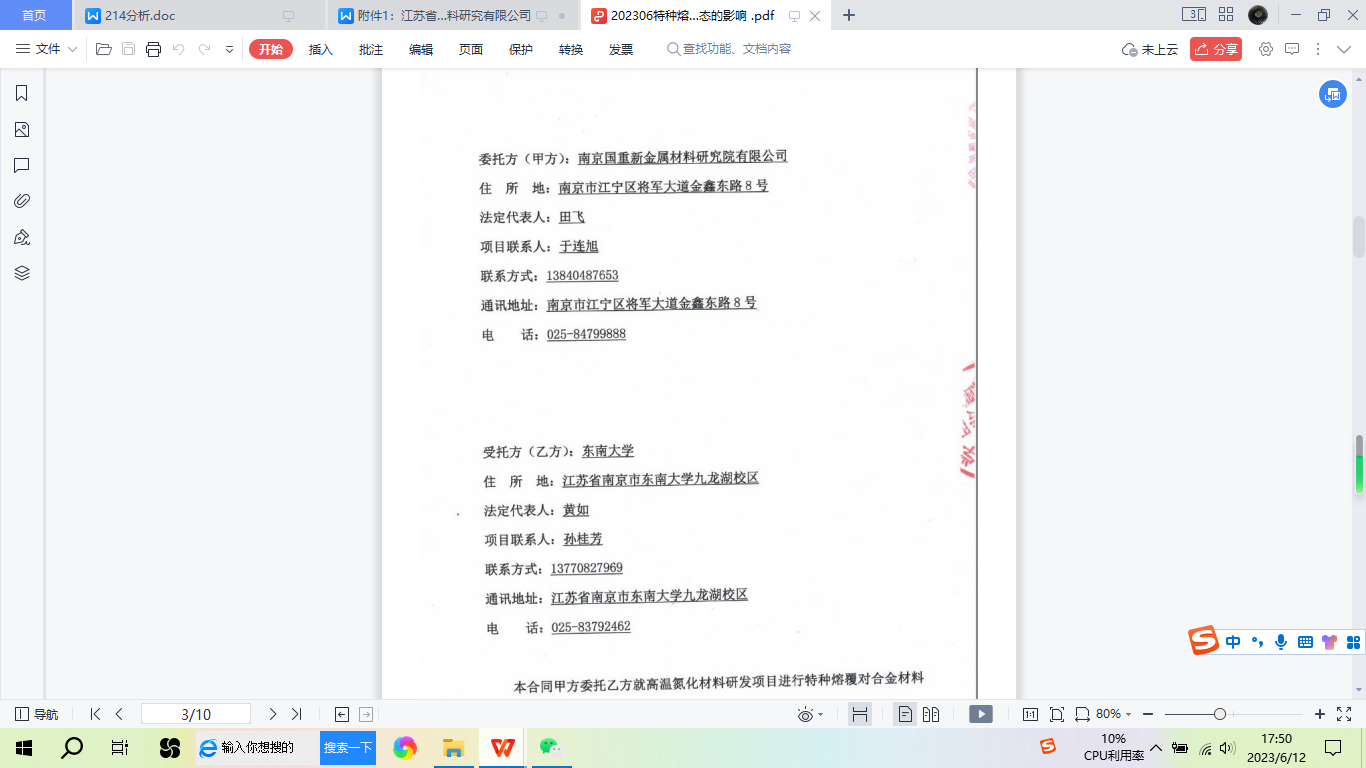 首页 214分析.doc 附件1：江苏省...料研究有限公司 202306特种熔...态的影响 .pdf
文件 开始 插入 批注 编辑 页面 保护 转换 发票 查找功能、文档内容 未上云 分享
委托方（甲方）：南京国重新金属材料研究院有限公司
住 所 地：南京市江宁区将军大道金鑫东路 8 号
法定代表人：田飞
项目联系人：于连旭
联系方式：13840487653
通讯地址：南京市江宁区将军大道金鑫东路 8 号
电 话：025-84799888
受托方（乙方）：东南大学
住 所 地：江苏省南京市东南大学九龙湖校区
法定代表人：黄如
项目联系人：孙桂芳
联系方式：13770827969
通讯地址：江苏省南京市东南大学九龙湖校区
电 话：025-83792462
本合同甲方委托乙方就高温氮化材料研发项目进行特种熔覆对合金材料
中
导航 3/10 1:1 80%
输入你想搜的 搜索一下 10% 17:50
CPU利用率 2023/6/12